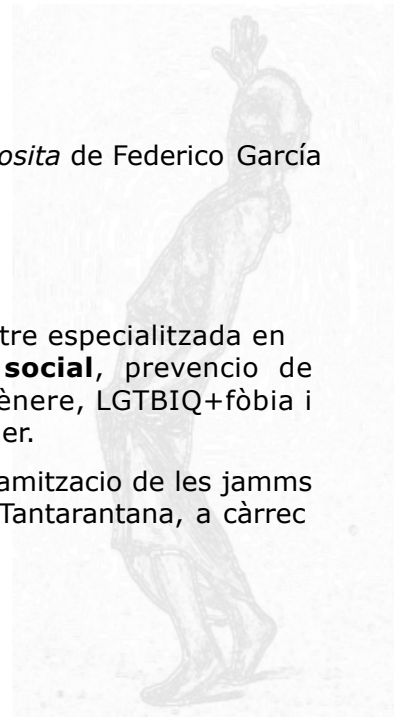 osita de Federico García
tre especialitzada en
social, prevencio de
ènere, LGTBIQ+fòbia i
er.
amitzacio de les jamms
Tantarantana, a càrrec